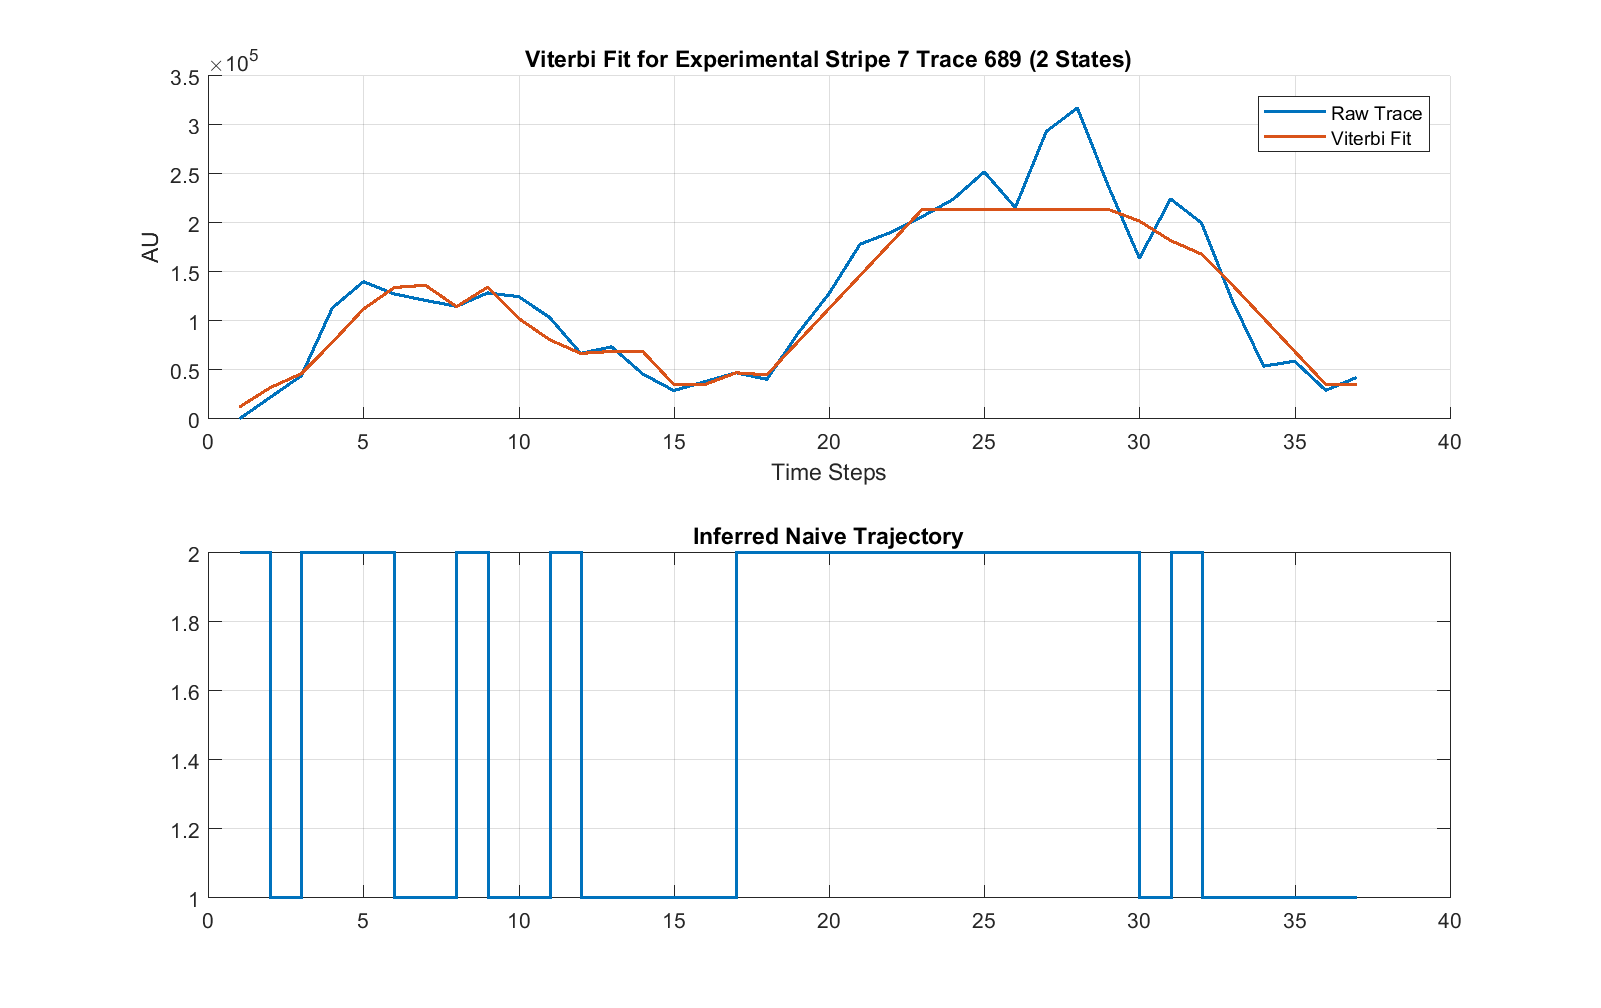 Viterbi Fit for Experimental Stripe 7 Trace 689 (2 States)
×10^5
3.5
3
2.5
2
1.5
1
0.5
0
AU
Raw Trace
Viterbi Fit
0 5 10 15 20 25 30 35 40
Time Steps
Inferred Naive Trajectory
2
1.8
1.6
1.4
1.2
1
0 5 10 15 20 25 30 35 40